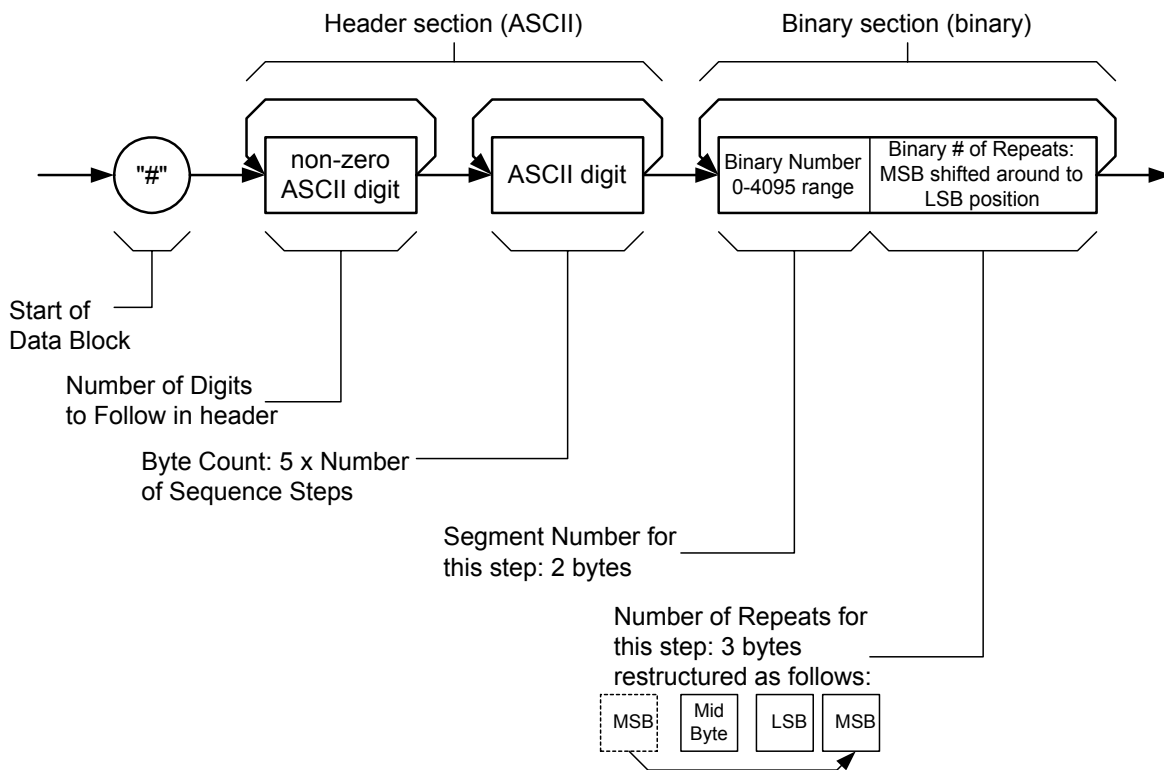 Header section (ASCII)
Binary section (binary)
"#"
non-zero
ASCII digit
ASCII digit
Binary Number
0-4095 range
Binary # of Repeats:
MSB shifted around to
LSB position
Start of
Data Block
Number of Digits
to Follow in header
Byte Count: 5 x Number
of Sequence Steps
Segment Number for
this step: 2 bytes
Number of Repeats for
this step: 3 bytes
restructured as follows:
MSB
Mid
Byte
LSB
MSB